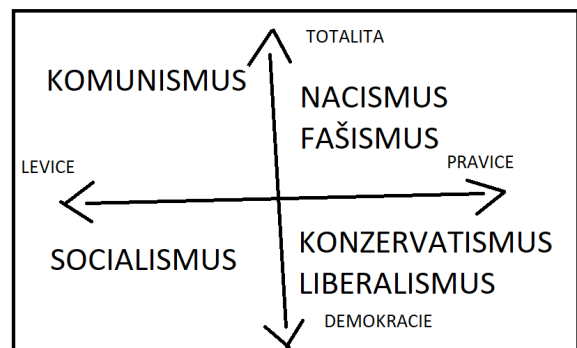 TOTALITA
KOMUNISMUS
NACISMUS
FAŠISMUS
LEVICE
PRAVICE
SOCIALISMUS
KONZERVATISMUS
LIBERALISMUS
DEMOKRACIE